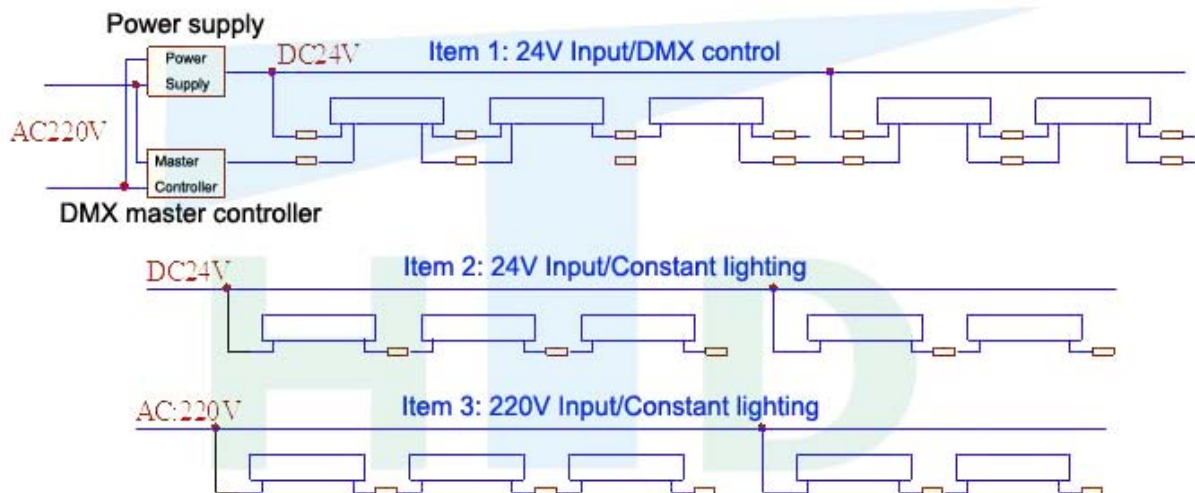 Power supply
Power
Supply
DC24V
Item 1: 24V Input/DMX control
AC220V
Master
Controller
DMX master controller
DC24V
Item 2: 24V Input/Constant lighting
AC:220V
Item 3: 220V Input/Constant lighting
HTD